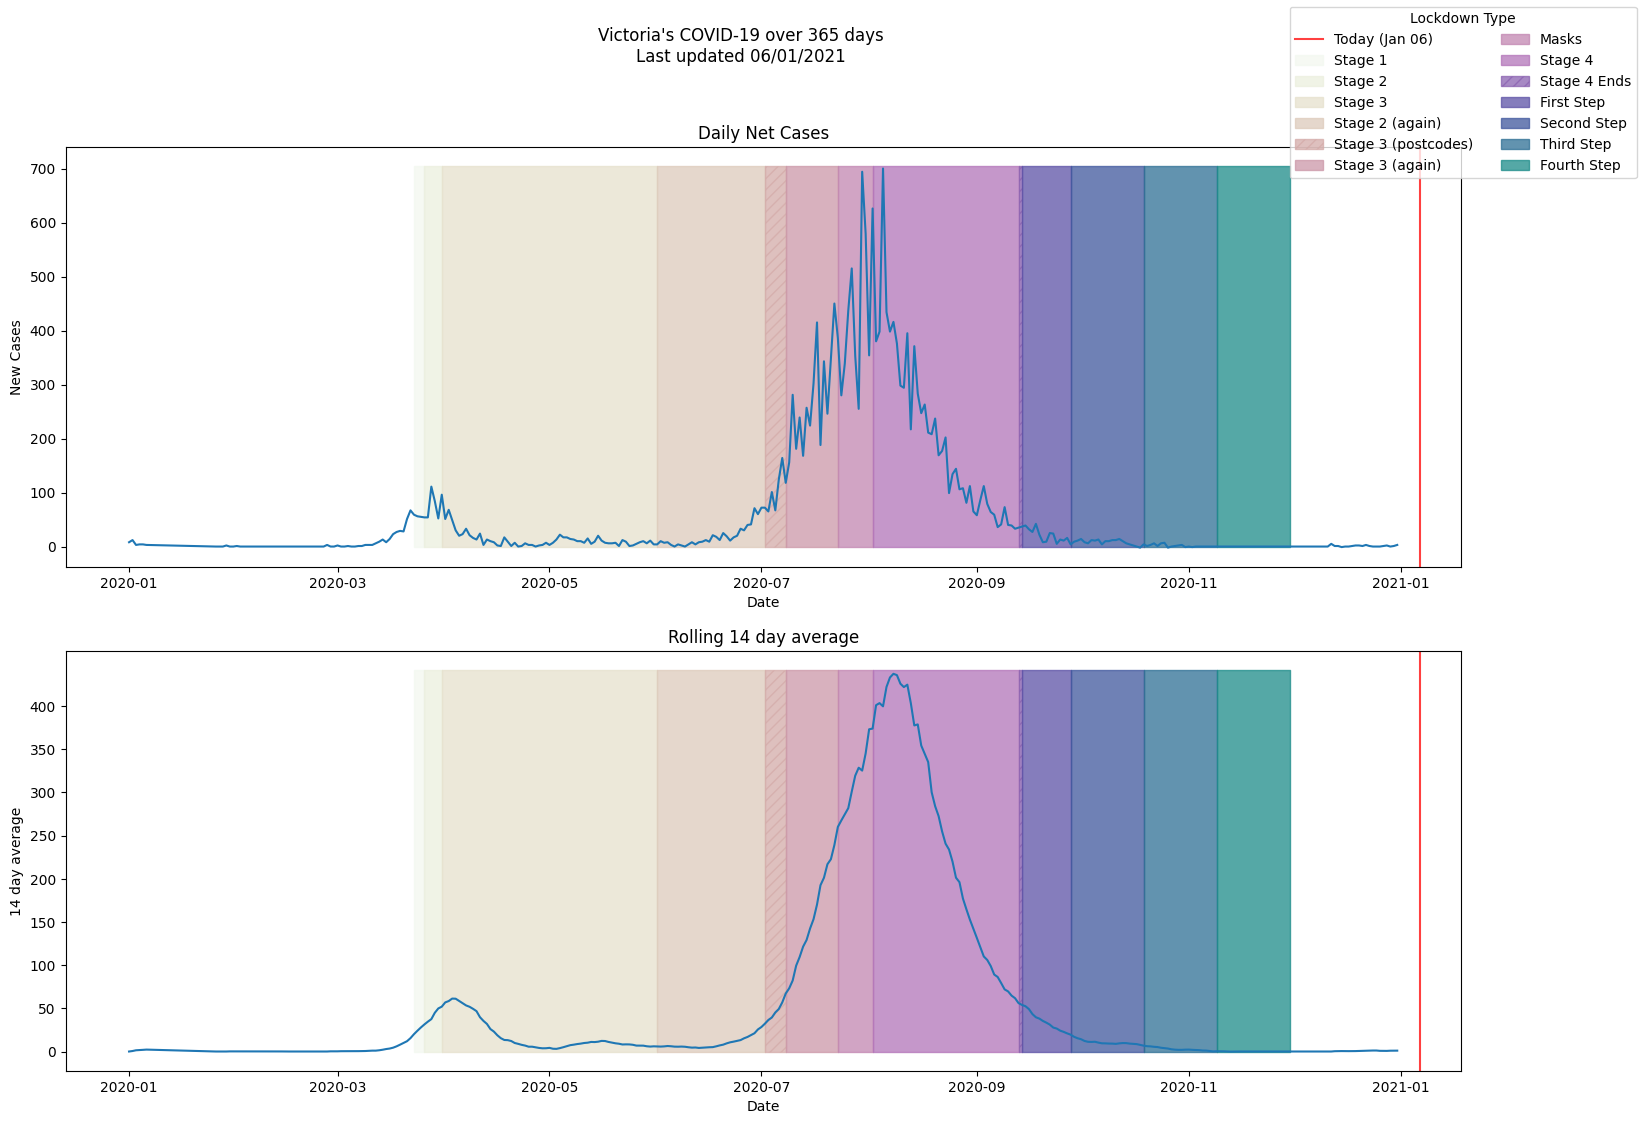 Victoria's COVID-19 over 365 days
Last updated 06/01/2021
Lockdown Type
Today (Jan 06)
Stage 1
Stage 2
Stage 3
Stage 2 (again)
Stage 3 (postcodes)
Stage 3 (again)
Masks
Stage 4
Stage 4 Ends
First Step
Second Step
Third Step
Fourth Step
Daily Net Cases
New Cases
700
600
500
400
300
200
100
0
2020-01 2020-03 2020-05 2020-07 2020-09 2020-11 2021-01
Date
Rolling 14 day average
14 day average
400
350
300
250
200
150
100
50
0
2020-01 2020-03 2020-05 2020-07 2020-09 2020-11 2021-01
Date